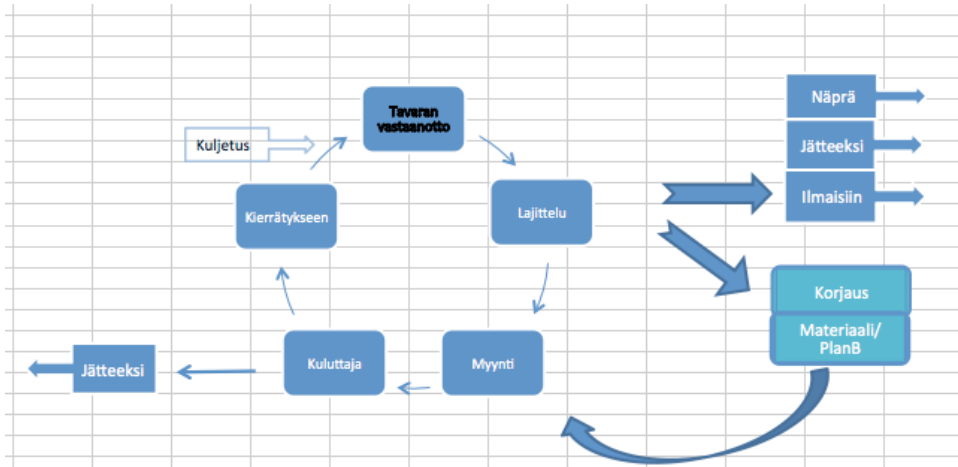 Tavaran
vastaanotto
Kuljetus
Kierrätykseen
Lajittelu
Näprä
Jätteeksi
Ilmaisiin
Korjaus
Materiaali/
PlanB
Myynti
Kuluttaja
Jätteeksi